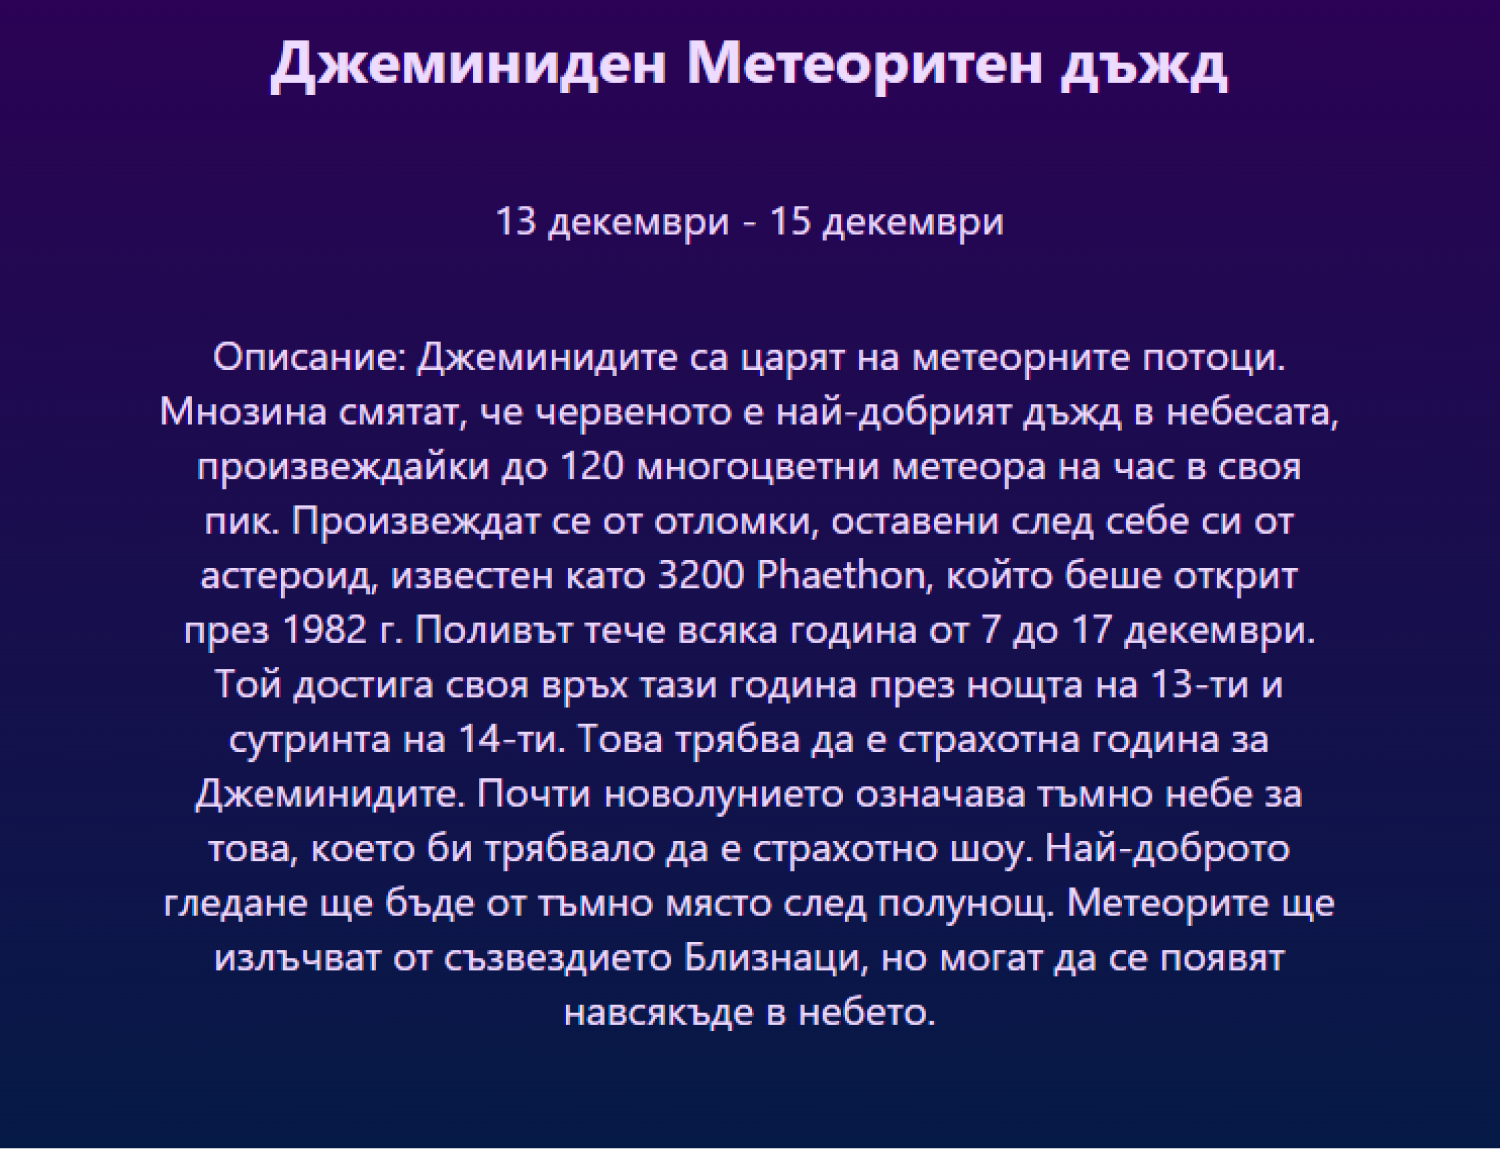 Джеминиден Метеоритен дъжд
13 декември - 15 декември
Описание: Джеминидите са царят на метеорните потоци.
Мнозина смятат, че червеното е най-добрият дъжд в небесата,
произвеждайки до 120 многоцветни метеора на час в своя
пик. Произвеждат се от отломки, оставени след себе си от
астероид, известен като 3200 Phaethon, който беше открит
през 1982 г. Поливът тече всяка година от 7 до 17 декември.
Той достига своя връх тази година през нощта на 13-ти и
сутринта на 14-ти. Това трябва да е страхотна година за
Джеминидите. Почти новолунието означава тъмно небе за
това, което би трябвало да е страхотно шоу. Най-доброто
гледане ще бъде от тъмно място след полунощ. Метеорите ще
излъчват от съзвездието Близнаци, но могат да се появят
навсякъде в небето.